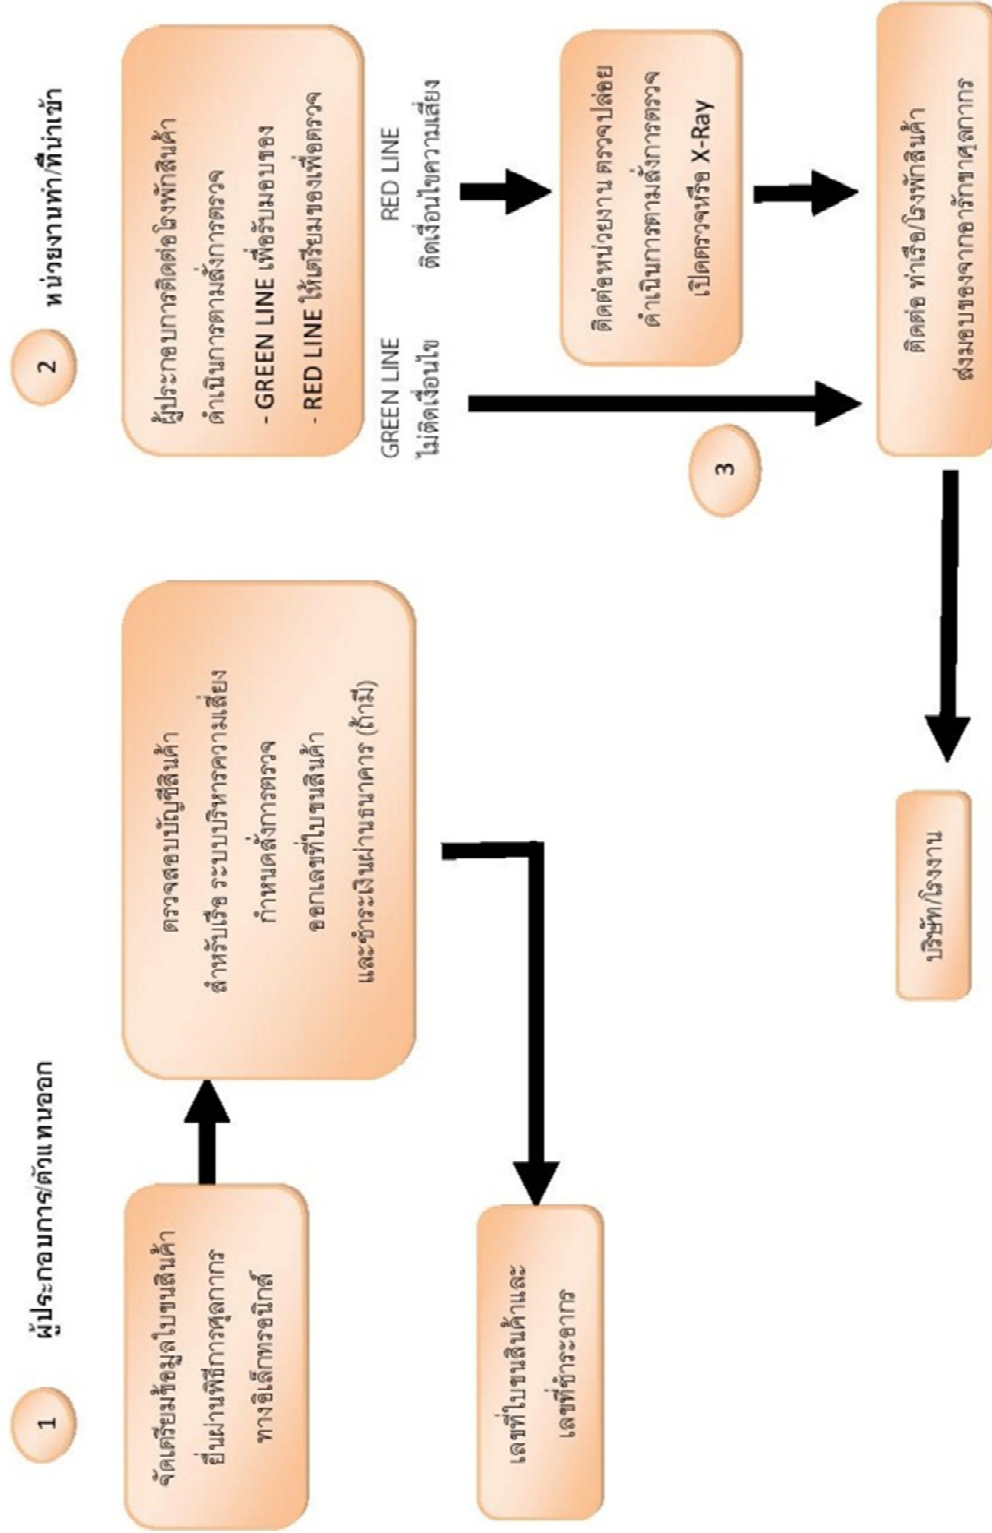 1
ผู้ประกอบการ/ตัวแทนออก
จัดเตรียมข้อมูลใบขนสินค้า
ยื่นผ่านพิธีการศุลกากร
ทางอิเล็กทรอนิกส์
ตรวจสอบบัญชีสินค้า
สำหรับเรือ ระบบบริหารความเสี่ยง
กำหนดสั่งการตรวจ
ออกเลขที่ใบขนสินค้า
และชำระเงินผ่านธนาคาร (ถ้ามี)
เลขที่ใบขนสินค้าและ
เลขที่ชำระอากร
2
หน่วยงานท่า/ที่นำเข้า
ผู้ประกอบการติดต่อโรงพักสินค้า
ดำเนินการตามสั่งการตรวจ
- GREEN LINE เพื่อรับมอบของ
- RED LINE ให้เตรียมของเพื่อตรวจ
GREEN LINE
ไม่ติดเงื่อนไข
RED LINE
ติดเงื่อนไขความเสี่ยง
3
ติดต่อหน่วยงาน ตรวจปล่อย
ดำเนินการตามสั่งการตรวจ
เปิดตรวจหรือ X-Ray
ติดต่อ ท่าเรือ/โรงพักสินค้า
ส่งมอบของจากอารักขาศุลกากร
บริษัท/โรงงาน